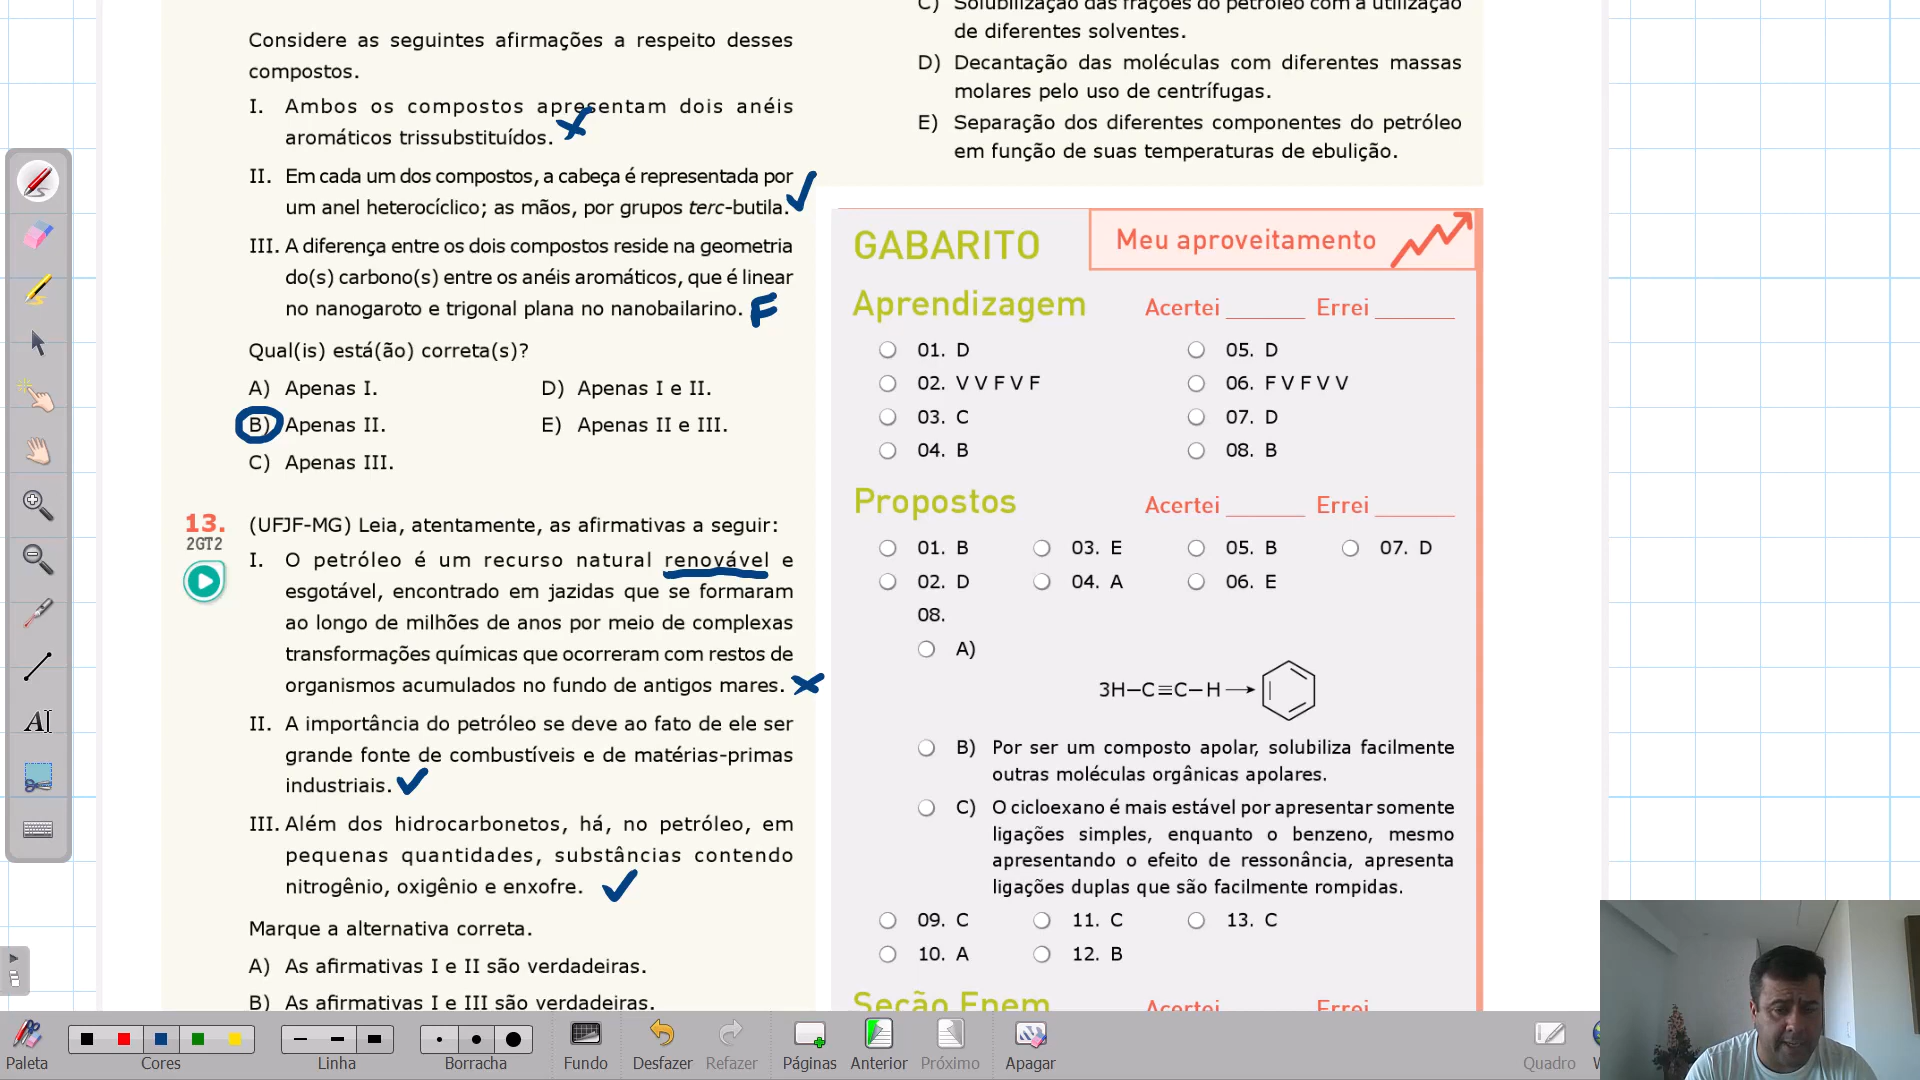 Considere as seguintes afirmações a respeito desses
compostos.
I. Ambos os compostos apresentam dois anéis
aromáticos trissubstituídos.
II. Em cada um dos compostos, a cabeça é representada por
um anel heterocíclico; as mãos, por grupos terc-butila.
III. A diferença entre os dois compostos reside na geometria
do(s) carbono(s) entre os anéis aromáticos, que é linear
no nanogaroto e trigonal plana no nanobailarino. F
Qual(is) está(ão) correta(s)?
A) Apenas I.
D) Apenas I e II.
B) Apenas II.
E) Apenas II e III.
C) Apenas III.
13.
2GT2
(UFJF-MG) Leia, atentamente, as afirmativas a seguir:
I. O petróleo é um recurso natural renovável e
esgotável, encontrado em jazidas que se formaram
ao longo de milhões de anos por meio de complexas
transformações químicas que ocorreram com restos de
organismos acumulados no fundo de antigos mares.
II. A importância do petróleo se deve ao fato de ele ser
grande fonte de combustíveis e de matérias-primas
industriais.
III. Além dos hidrocarbonetos, há, no petróleo, em
pequenas quantidades, substâncias contendo
nitrogênio, oxigênio e enxofre.
Marque a alternativa correta.
A) As afirmativas I e II são verdadeiras.
B) As afirmativas I e III são verdadeiras.
C) Solubilização das frações do petróleo com a utilização
de diferentes solventes.
D) Decantação das moléculas com diferentes massas
molares pelo uso de centrífugas.
E) Separação dos diferentes componentes do petróleo
em função de suas temperaturas de ebulição.
GABARITO
Meu aproveitamento
Aprendizagem Acertei ______ Errei ______
01. D 05. D
02. V V F V F 06. F V F V V
03. C 07. D
04. B 08. B
Propostos Acertei ______ Errei ______
01. B 03. E 05. B 07. D
02. D 04. A 06. E
08.
A)
3H—C≡C—H
B) Por ser um composto apolar, solubiliza facilmente
outras moléculas orgânicas apolares.
C) O cicloexano é mais estável por apresentar somente
ligações simples, enquanto o benzeno, mesmo
apresentando o efeito de ressonância, apresenta
ligações duplas que são facilmente rompidas.
09. C 11. C 13. C
10. A 12. B
Seção Enem Acertei Errei
Paleta
Cores
Linha
Borracha
Fundo
Desfazer
Refazer
Páginas
Anterior
Próximo
Apagar
Quadro